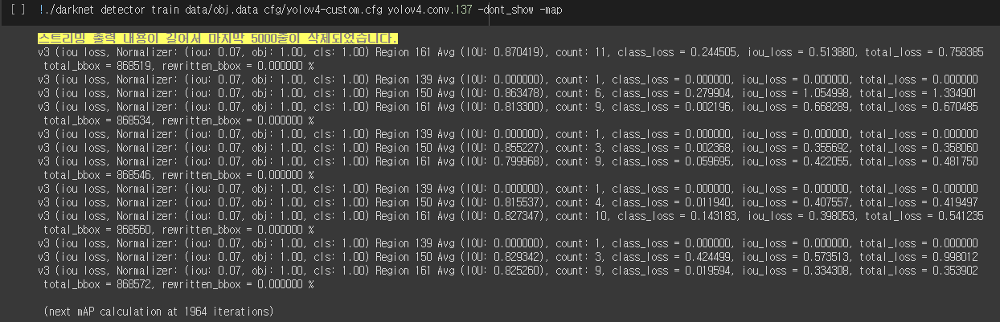 [ ] !./darknet detector train data/obj.data cfg/yolov4-custom.cfg yolov4.conv.137 -dont_show -map
스트리밍 출력 내용이 길어서 마지막 5000줄이 삭제되었습니다.
v3 (iou loss, Normalizer: (iou: 0.07, obj: 1.00, cls: 1.00) Region 161 Avg (IOU: 0.870419), count: 11, class_loss = 0.244505, iou_loss = 0.513880, total_loss = 0.758385
total_bbox = 868519, rewritten_bbox = 0.000000 %
v3 (iou loss, Normalizer: (iou: 0.07, obj: 1.00, cls: 1.00) Region 139 Avg (IOU: 0.000000), count: 1, class_loss = 0.000000, iou_loss = 0.000000, total_loss = 0.000000
v3 (iou loss, Normalizer: (iou: 0.07, obj: 1.00, cls: 1.00) Region 150 Avg (IOU: 0.863478), count: 6, class_loss = 0.279904, iou_loss = 1.054998, total_loss = 1.334901
v3 (iou loss, Normalizer: (iou: 0.07, obj: 1.00, cls: 1.00) Region 161 Avg (IOU: 0.813300), count: 9, class_loss = 0.002196, iou_loss = 0.668289, total_loss = 0.670485
total_bbox = 868534, rewritten_bbox = 0.000000 %
v3 (iou loss, Normalizer: (iou: 0.07, obj: 1.00, cls: 1.00) Region 139 Avg (IOU: 0.000000), count: 1, class_loss = 0.000000, iou_loss = 0.000000, total_loss = 0.000000
v3 (iou loss, Normalizer: (iou: 0.07, obj: 1.00, cls: 1.00) Region 150 Avg (IOU: 0.855227), count: 3, class_loss = 0.002368, iou_loss = 0.355692, total_loss = 0.358060
v3 (iou loss, Normalizer: (iou: 0.07, obj: 1.00, cls: 1.00) Region 161 Avg (IOU: 0.799968), count: 9, class_loss = 0.059695, iou_loss = 0.422055, total_loss = 0.481750
total_bbox = 868546, rewritten_bbox = 0.000000 %
v3 (iou loss, Normalizer: (iou: 0.07, obj: 1.00, cls: 1.00) Region 139 Avg (IOU: 0.000000), count: 1, class_loss = 0.000000, iou_loss = 0.000000, total_loss = 0.000000
v3 (iou loss, Normalizer: (iou: 0.07, obj: 1.00, cls: 1.00) Region 150 Avg (IOU: 0.815537), count: 4, class_loss = 0.011940, iou_loss = 0.407557, total_loss = 0.419497
v3 (iou loss, Normalizer: (iou: 0.07, obj: 1.00, cls: 1.00) Region 161 Avg (IOU: 0.827347), count: 10, class_loss = 0.143183, iou_loss = 0.398053, total_loss = 0.541235
total_bbox = 868560, rewritten_bbox = 0.000000 %
v3 (iou loss, Normalizer: (iou: 0.07, obj: 1.00, cls: 1.00) Region 139 Avg (IOU: 0.000000), count: 1, class_loss = 0.000000, iou_loss = 0.000000, total_loss = 0.000000
v3 (iou loss, Normalizer: (iou: 0.07, obj: 1.00, cls: 1.00) Region 150 Avg (IOU: 0.829342), count: 3, class_loss = 0.424499, iou_loss = 0.573513, total_loss = 0.998012
v3 (iou loss, Normalizer: (iou: 0.07, obj: 1.00, cls: 1.00) Region 161 Avg (IOU: 0.825260), count: 9, class_loss = 0.019594, iou_loss = 0.334308, total_loss = 0.353902
total_bbox = 868572, rewritten_bbox = 0.000000 %
(next mAP calculation at 1964 iterations)